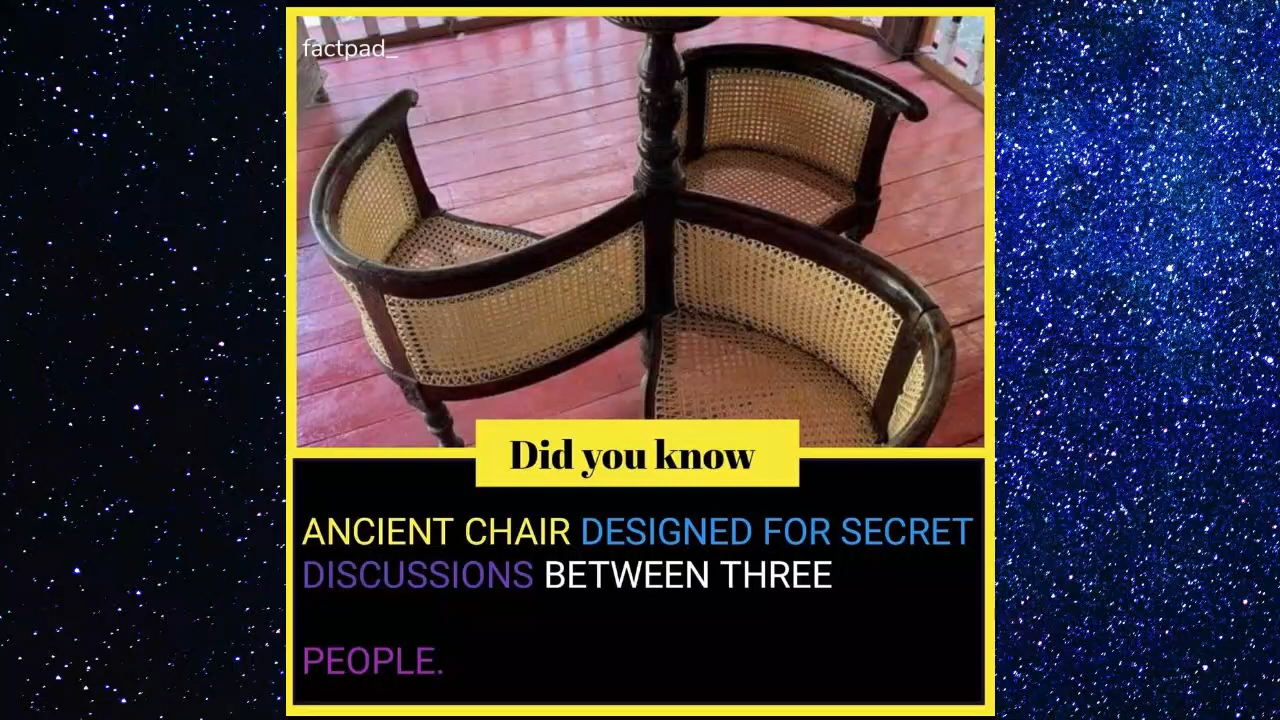 factpad_
Did you know
ANCIENT CHAIR DESIGNED FOR SECRET
DISCUSSIONS BETWEEN THREE
PEOPLE.